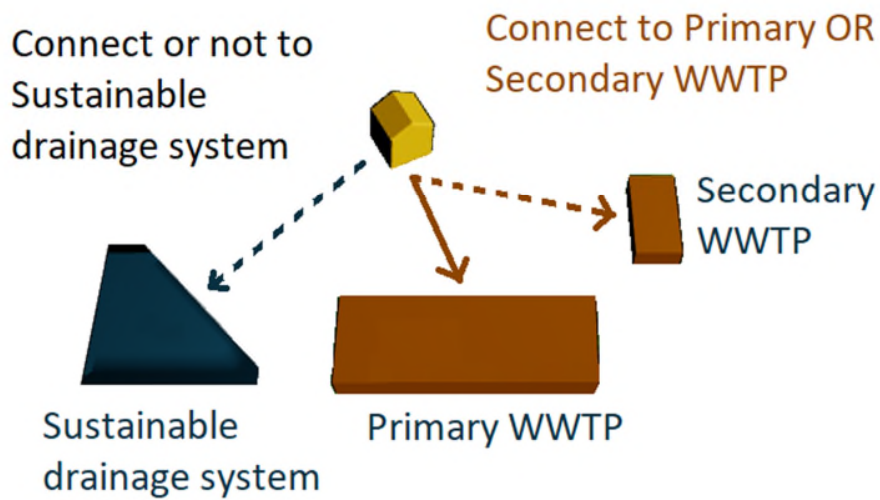 Connect or not to
Sustainable
drainage system
Connect to Primary OR
Secondary WWTP
Secondary
WWTP
Sustainable
drainage system
Primary WWTP